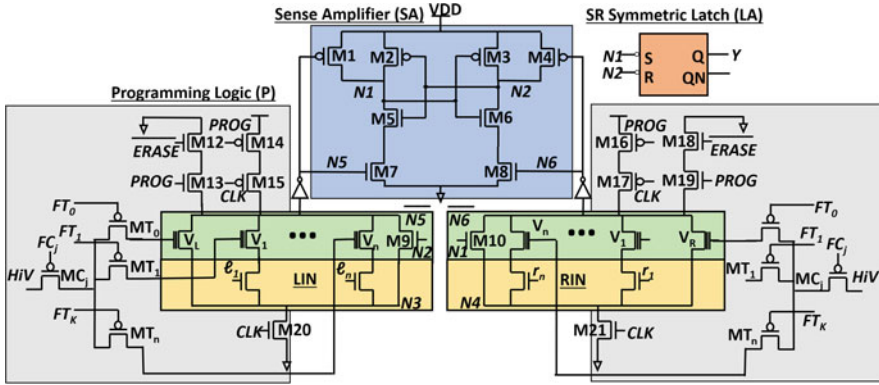 Sense Amplifier (SA)
VDD
SR Symmetric Latch (LA)
M1 M2 M3 M4
N1 N2
M5 M6
M7 M8
N5 N6
N1 S Q Y
N2 R QN
Programming Logic (P)
PROG
M12 M14
ERASE
PROG M13 M15
CLK
PROG
M16 M18
ERASE
M17 M19 PROG
CLK
FT0
MT0
FT1
FCj
MT1
HiV
MCj
FTK
MTn
VL V1 ••• Vn M9 N5
N2
ℓ1 LIN ℓn N3
CLK M20
N6
N1 M10 Vn ••• V1 VR
rn RIN r1
N4
M21 CLK
FT0
FT1
FCj
MT1 MCj
HiV
FTK
MTn